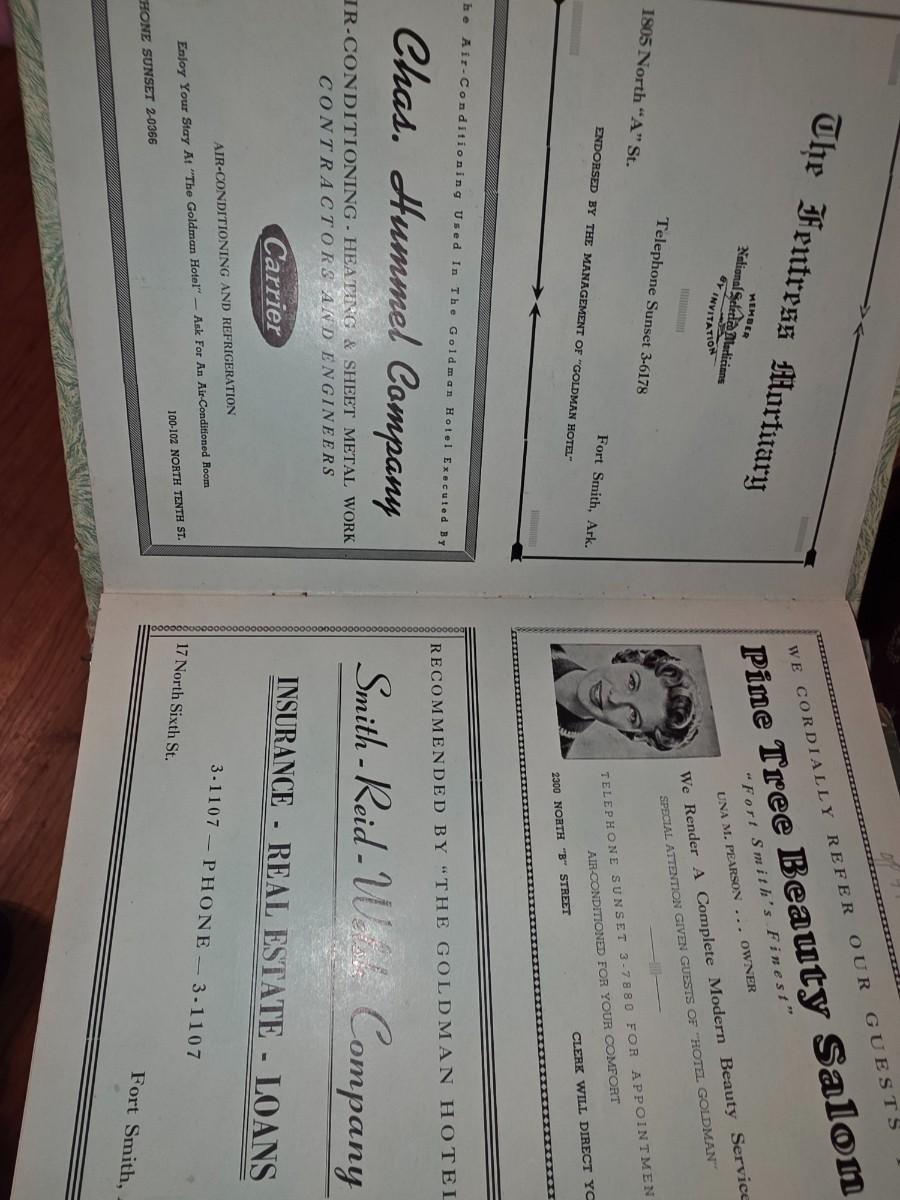 The Fentress Mortuary
MEMBER
National Selected Morticians
BY INVITATION
Telephone Sunset 3-6178
1805 North "A" St.
Fort Smith, Ark.
ENDORSED BY THE MANAGEMENT OF "GOLDMAN HOTEL"
he Air-Conditioning Used In The Goldman Hotel Executed By
Chas. Hummel Company
IR-CONDITIONING - HEATING & SHEET METAL WORK
CONTRACTORS AND ENGINEERS
Carrier
AIR-CONDITIONING AND REFRIGERATION
Enjoy Your Stay At "The Goldman Hotel" — Ask For An Air-Conditioned Room
HONE SUNSET 2-0366
100-102 NORTH TENTH ST.
WE CORDIALLY REFER OUR GUESTS
Pine Tree Beauty Salon
"Fort Smith's Finest"
UNA M. PEARSON . . . OWNER
We Render A Complete Modern Beauty Service
SPECIAL ATTENTION GIVEN GUESTS OF "HOTEL GOLDMAN"
TELEPHONE SUNSET 3-7880 FOR APPOINTMEN
AIR-CONDITIONED FOR YOUR COMFORT
2300 NORTH "B" STREET
CLERK WILL DIRECT YO
RECOMMENDED BY "THE GOLDMAN HOTEL
Smith-Reid-Welsh Company
INSURANCE - REAL ESTATE - LOANS
3-1107 — PHONE — 3-1107
17 North Sixth St.
Fort Smith,